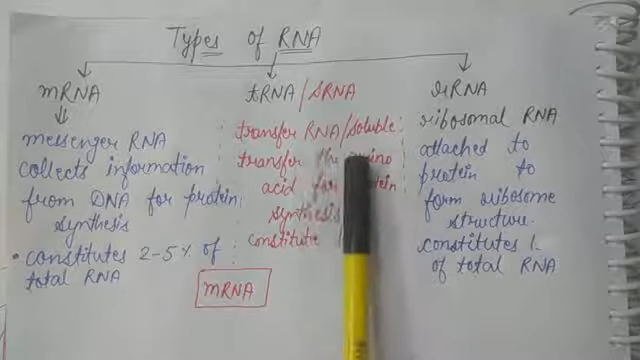 Types of RNA
mRNA
messenger RNA
collects information
from DNA for protein
synthesis
• constitutes 2-5% of
total RNA
tRNA/SRNA
transfer RNA/soluble
transfer
acid
synthesis
constitute
rRNA
ribosomal RNA
attached to
protein to
form ribosome
structure.
constitutes
of total RNA
mRNA